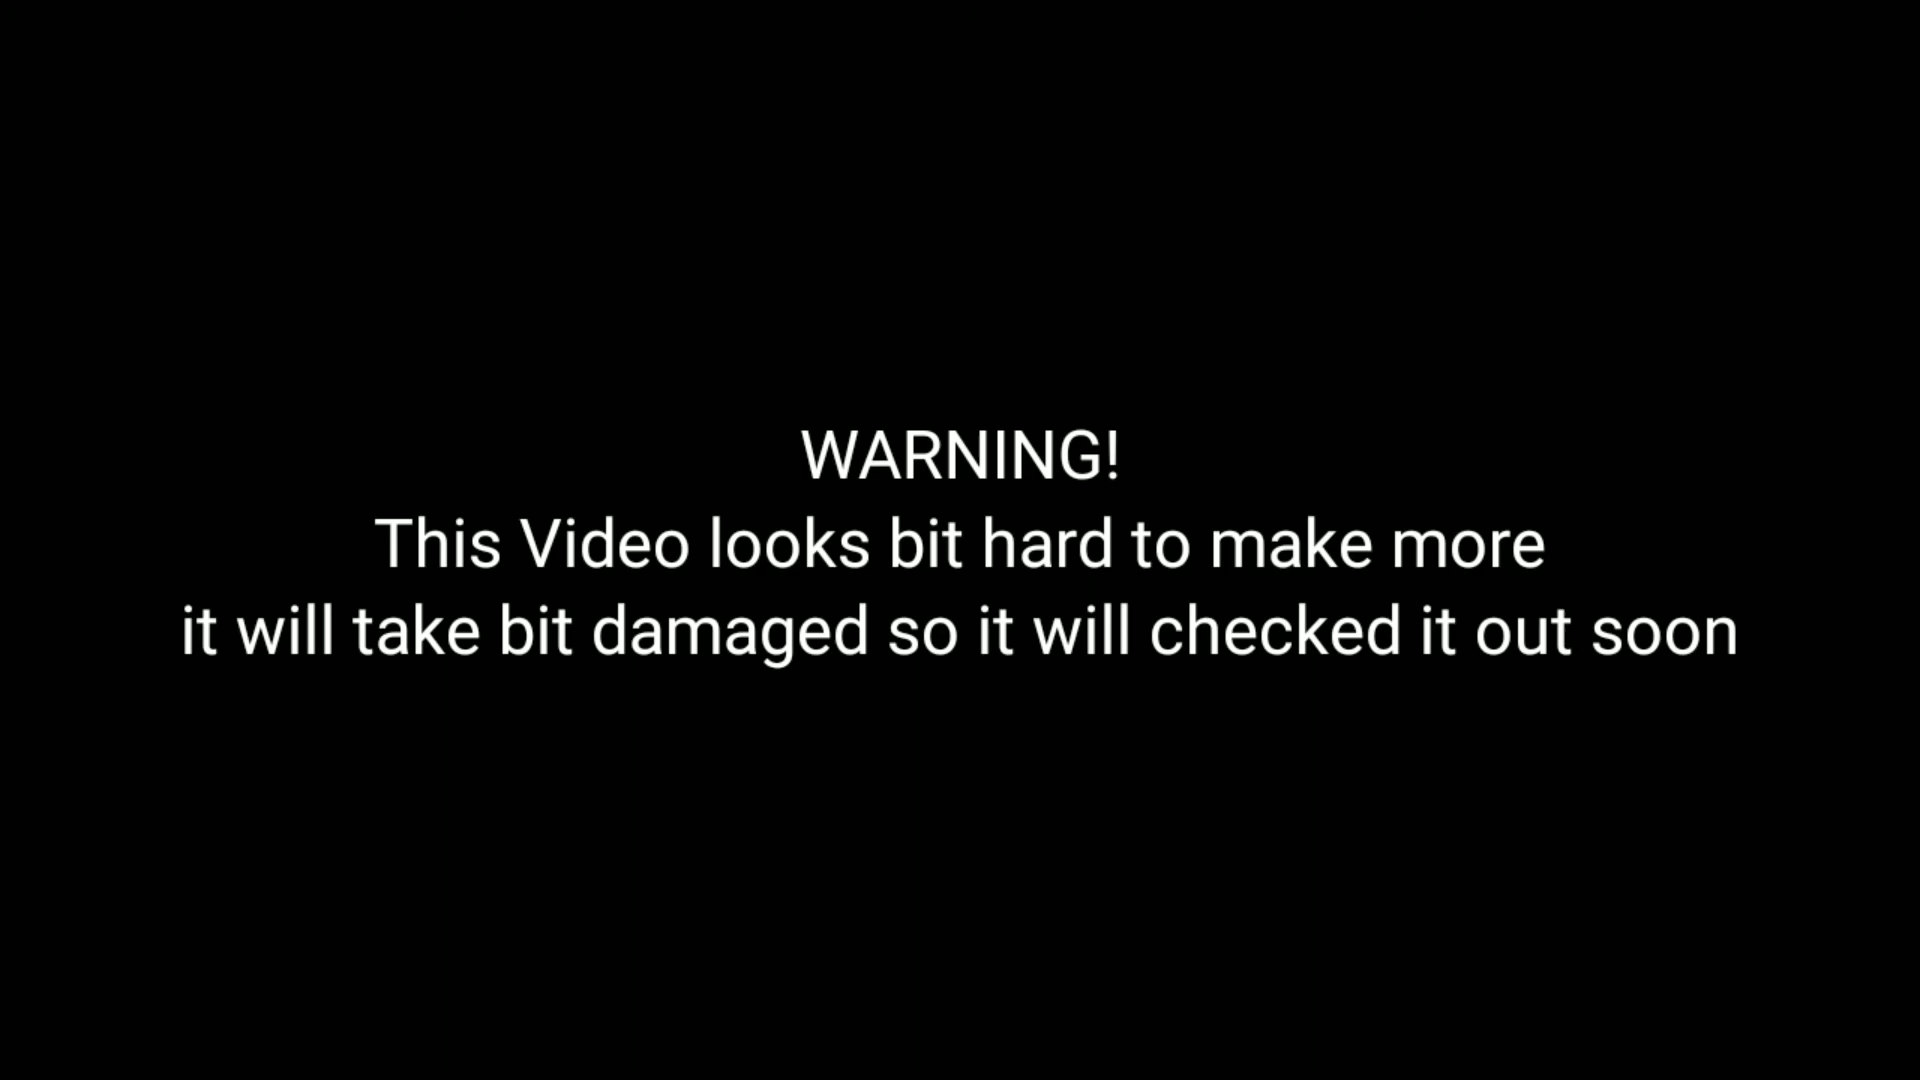 WARNING!
This Video looks bit hard to make more
it will take bit damaged so it will checked it out soon